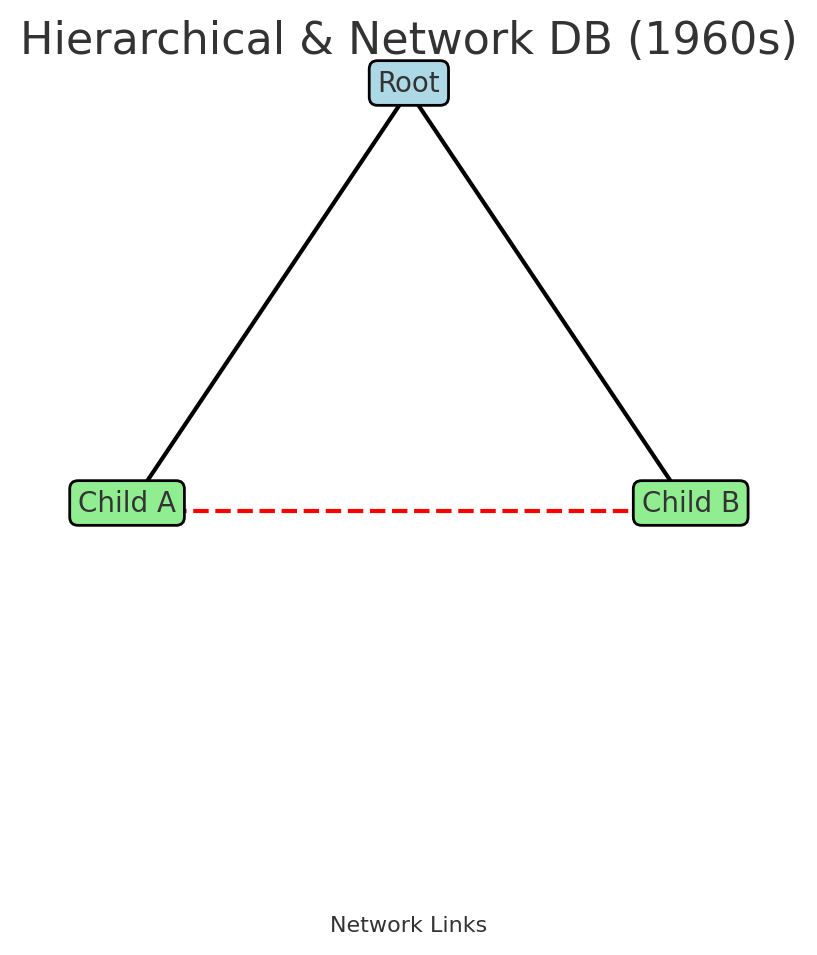 Hierarchical & Network DB (1960s)
Root
Child A
Child B
Network Links